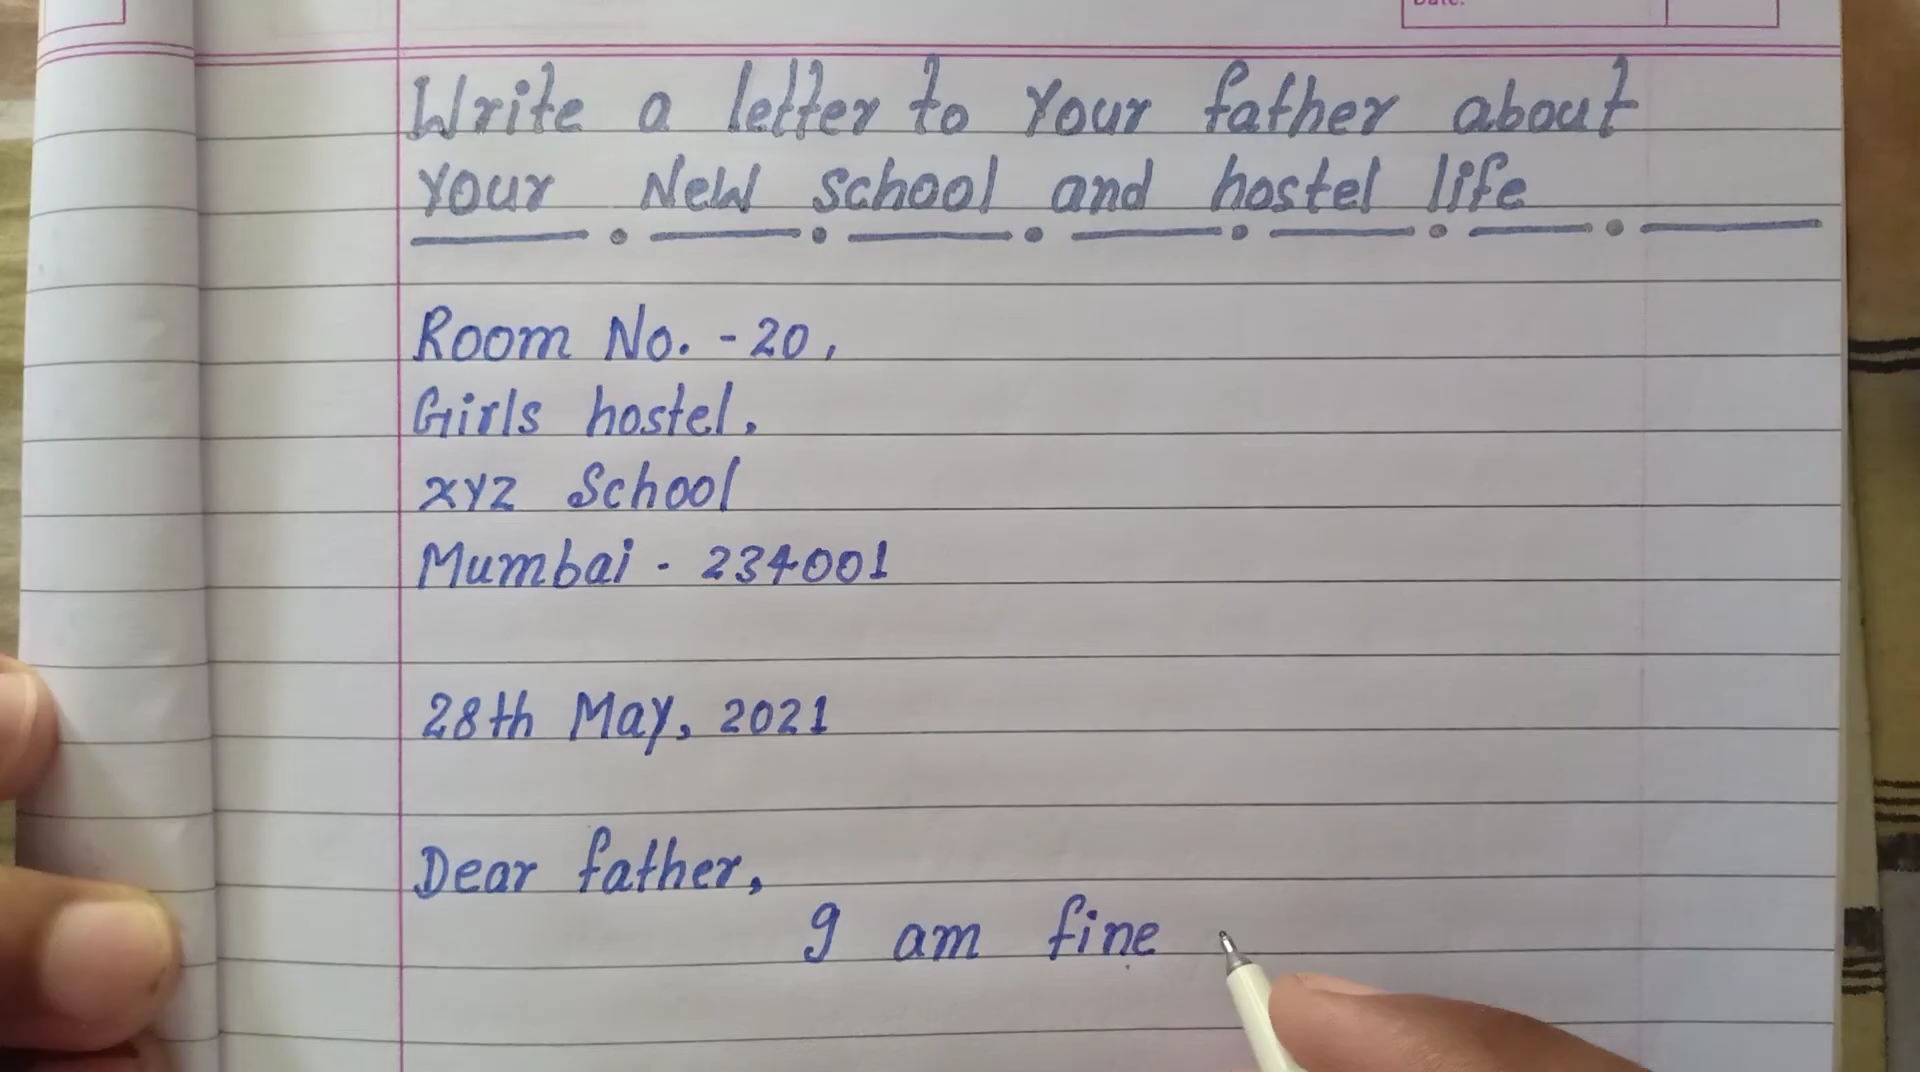 Date:
Write a letter to Your father about
Your New school and hostel life
Room No. - 20,
Girls hostel,
XYZ School
Mumbai - 234001
28th May, 2021
Dear father,
I am fine